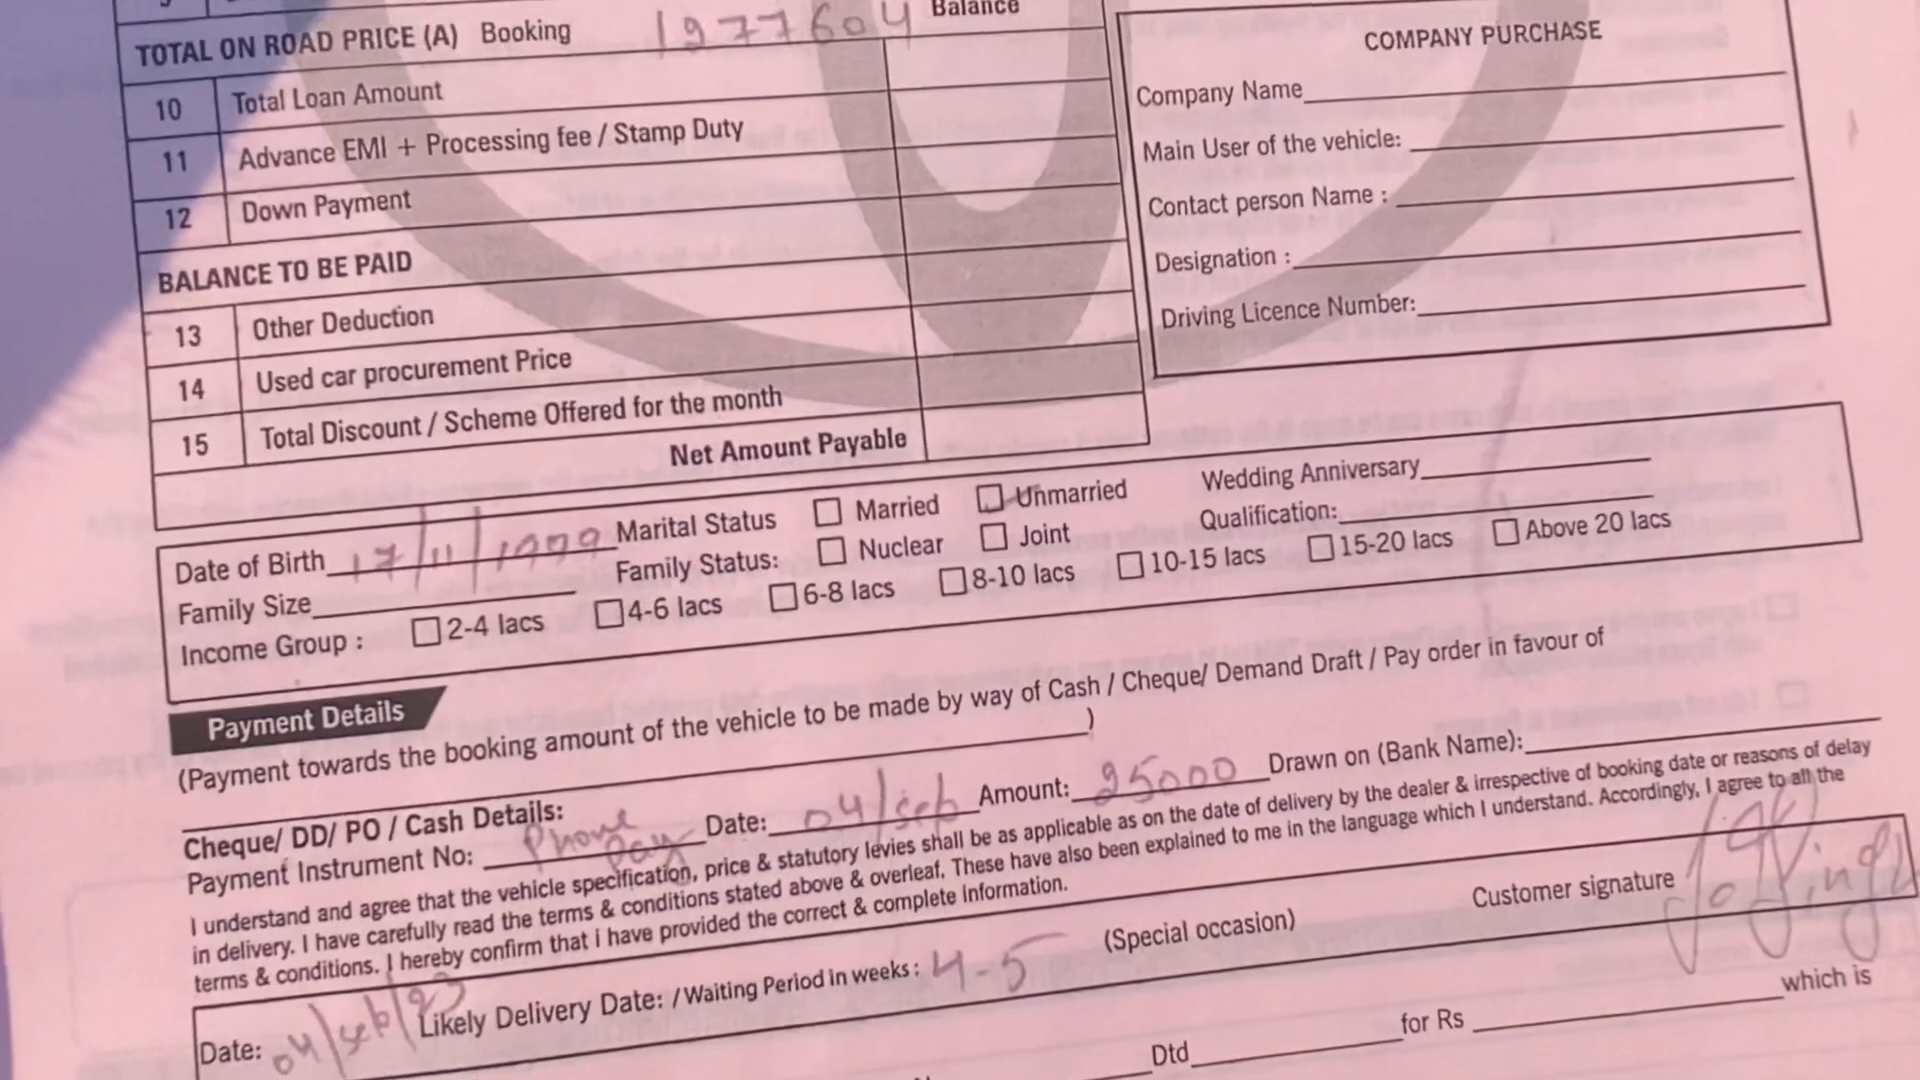 TOTAL ON ROAD PRICE (A) Booking 1977604 Balance
10 Total Loan Amount
11 Advance EMI + Processing fee / Stamp Duty
12 Down Payment
BALANCE TO BE PAID
13 Other Deduction
14 Used car procurement Price
15 Total Discount / Scheme Offered for the month
Net Amount Payable
COMPANY PURCHASE
Company Name
Main User of the vehicle:
Contact person Name :
Designation :
Driving Licence Number:
Date of Birth 17/11/1999 Marital Status Married Unmarried Wedding Anniversary
Family Status: Nuclear Joint Qualification:
Family Size
Income Group : 2-4 lacs 4-6 lacs 6-8 lacs 8-10 lacs 10-15 lacs 15-20 lacs Above 20 lacs
Payment Details
(Payment towards the booking amount of the vehicle to be made by way of Cash / Cheque/ Demand Draft / Pay order in favour of
)
Cheque/ DD/ PO / Cash Details:
Payment Instrument No: Phone Pay Date: 04/seb Amount: 25000 Drawn on (Bank Name):
I understand and agree that the vehicle specification, price & statutory levies shall be as applicable as on the date of delivery by the dealer & irrespective of booking date or reasons of delay
in delivery. I have carefully read the terms & conditions stated above & overleaf. These have also been explained to me in the language which I understand. Accordingly, I agree to all the
terms & conditions. I hereby confirm that i have provided the correct & complete Information.
Customer signature
Date: 04/seb/23 Likely Delivery Date: / Waiting Period in weeks: 4-5 (Special occasion)
Dtd for Rs which is